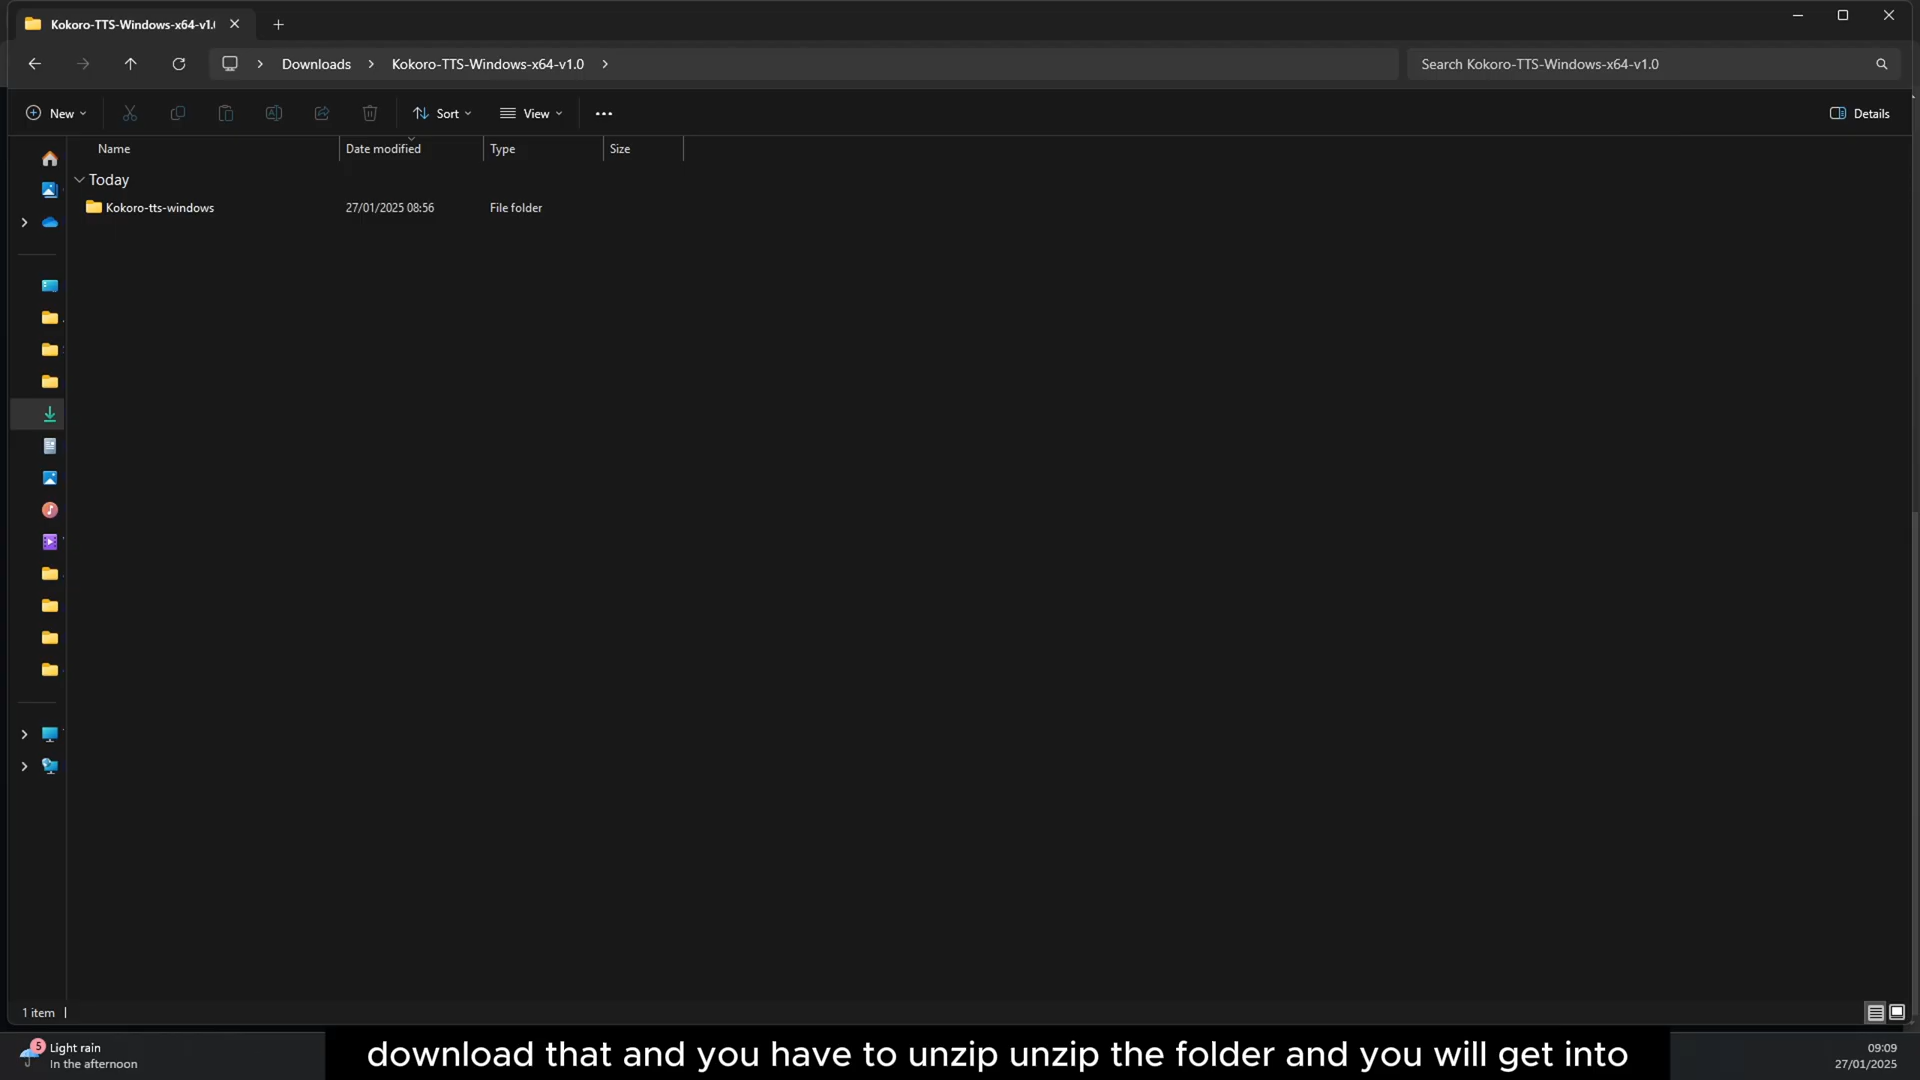 Kokoro-TTS-Windows-x64-v1.0
Downloads
Kokoro-TTS-Windows-x64-v1.0
Search Kokoro-TTS-Windows-x64-v1.0
New
Sort
View
Details
Name
Date modified
Type
Size
Today
Kokoro-tts-windows
27/01/2025 08:56
File folder
1 item
5
Light rain
In the afternoon
download that and you have to unzip unzip the folder and you will get into
09:09
27/01/2025